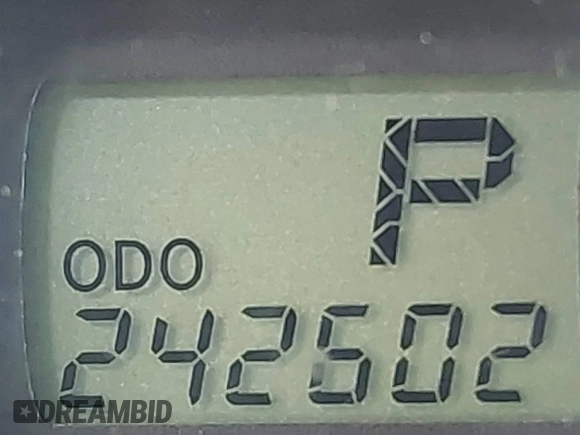 P
ODO
242602
DREAMBID